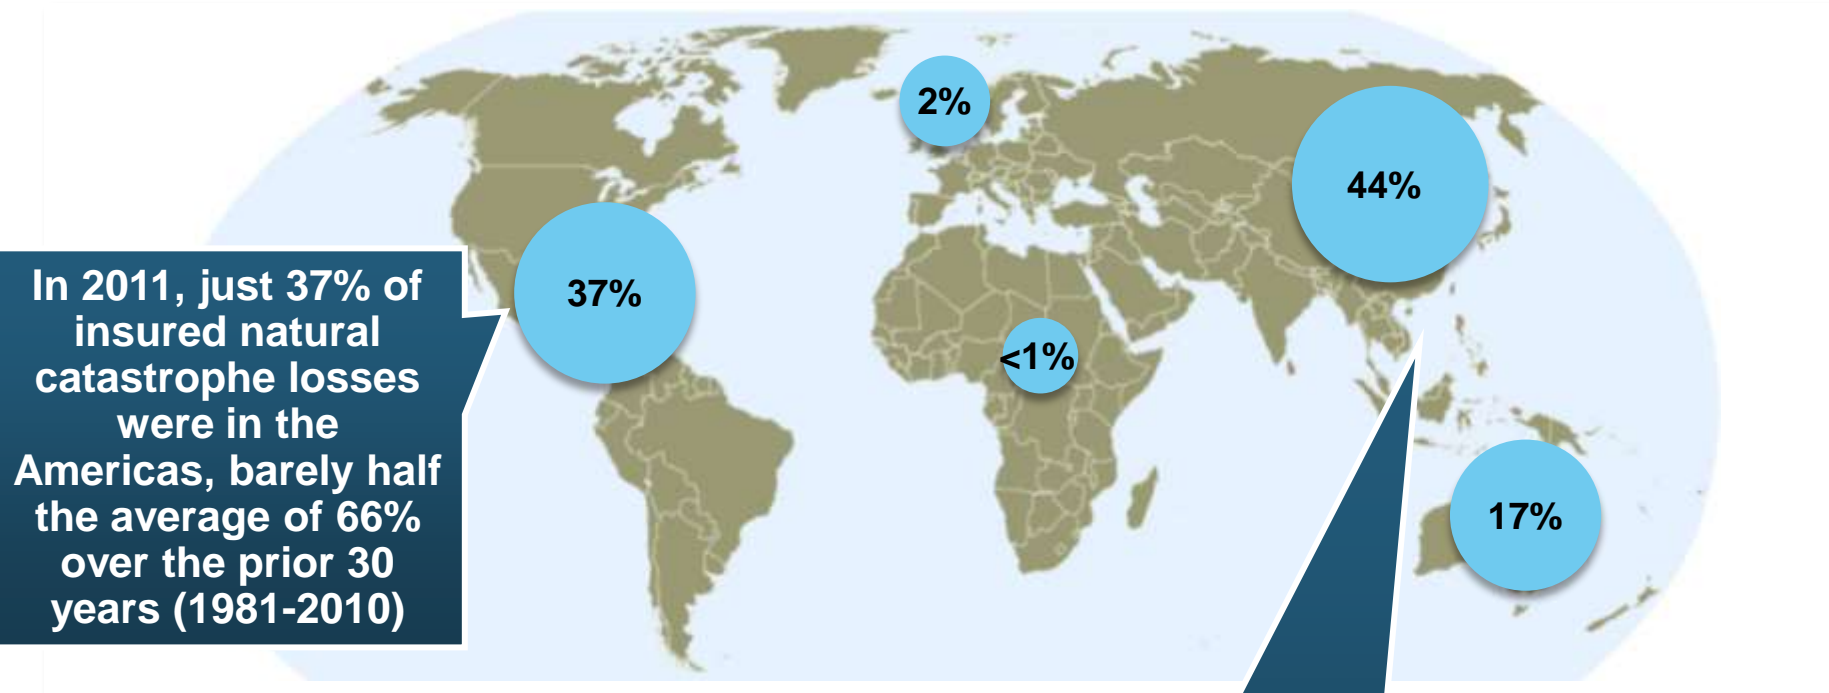 2%
44%
37%
<1%
17%
In 2011, just 37% of
insured natural
catastrophe losses
were in the
Americas, barely half
the average of 66%
over the prior 30
years (1981-2010)